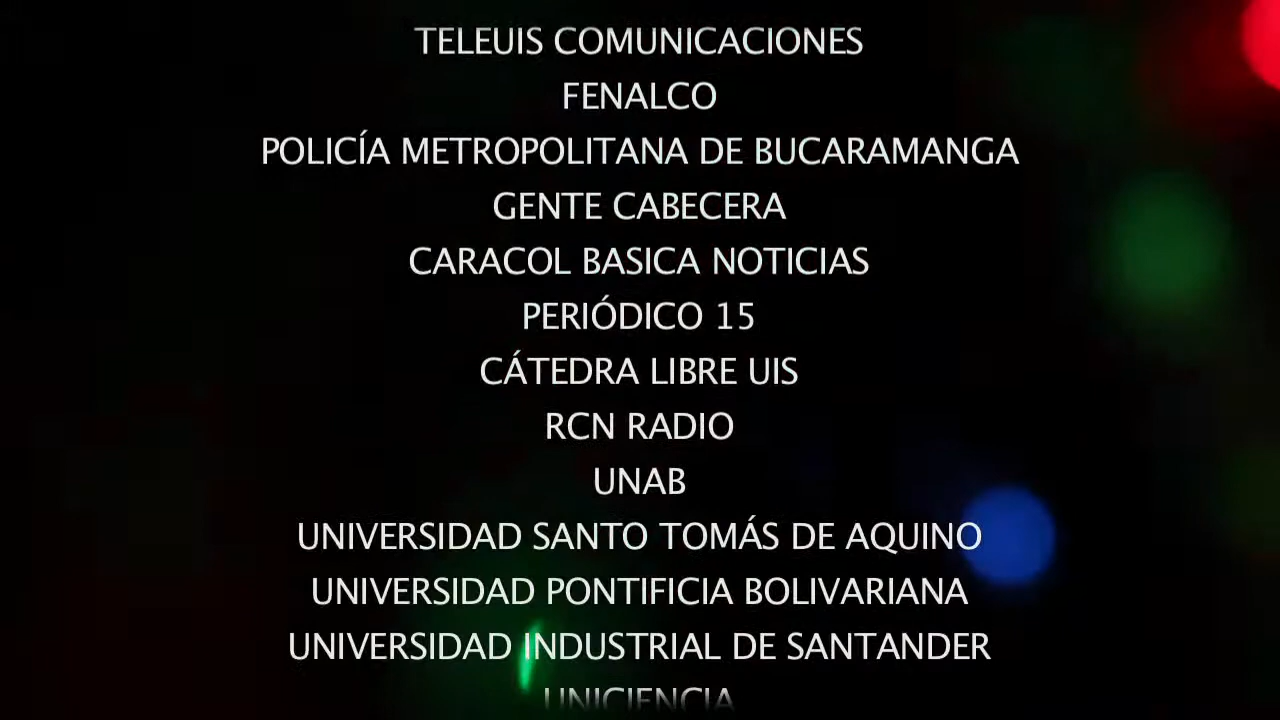 TELEUIS COMUNICACIONES
FENALCO
POLICÍA METROPOLITANA DE BUCARAMANGA
GENTE CABECERA
CARACOL BASICA NOTICIAS
PERIÓDICO 15
CÁTEDRA LIBRE UIS
RCN RADIO
UNAB
UNIVERSIDAD SANTO TOMÁS DE AQUINO
UNIVERSIDAD PONTIFICIA BOLIVARIANA
UNIVERSIDAD INDUSTRIAL DE SANTANDER
UNICIENCIA